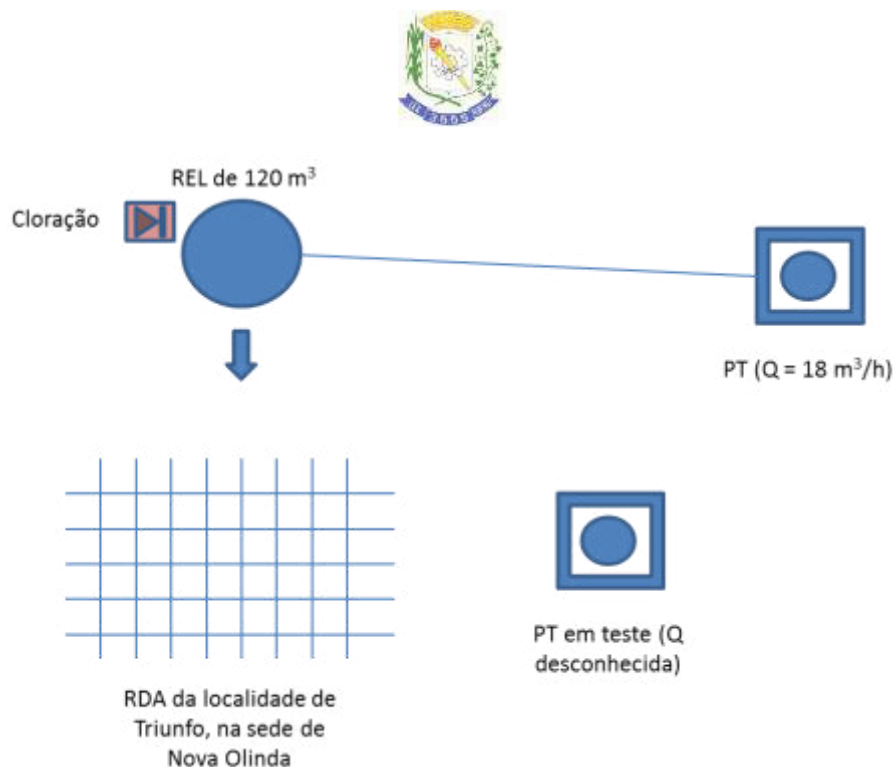 REL de 120 m³
Cloração
PT (Q = 18 m³/h)
PT em teste (Q
desconhecida)
RDA da localidade de
Triunfo, na sede de
Nova Olinda